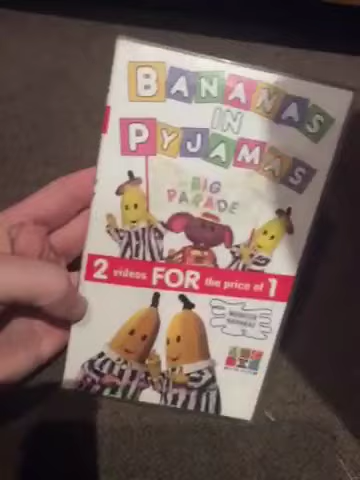 BANANAS
IN
PYJAMAS
BIG
PARADE
2 videos FOR the price of 1